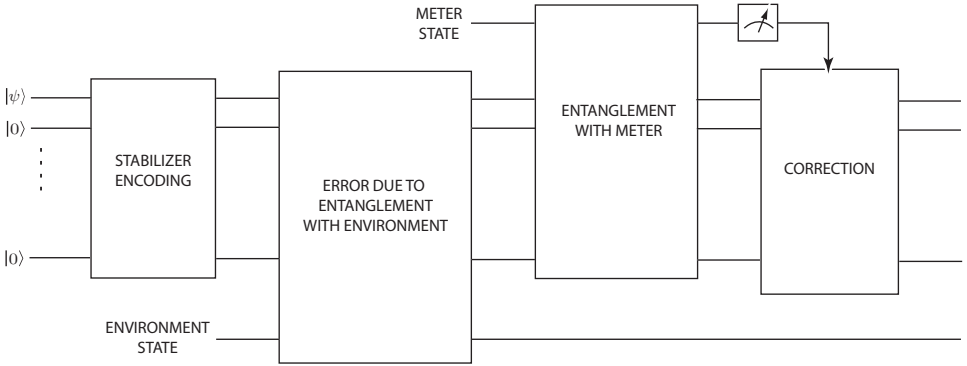 METER
STATE
|ψ⟩
|0⟩
|0⟩
STABILIZER
ENCODING
ERROR DUE TO
ENTANGLEMENT
WITH ENVIRONMENT
ENTANGLEMENT
WITH METER
CORRECTION
ENVIRONMENT
STATE